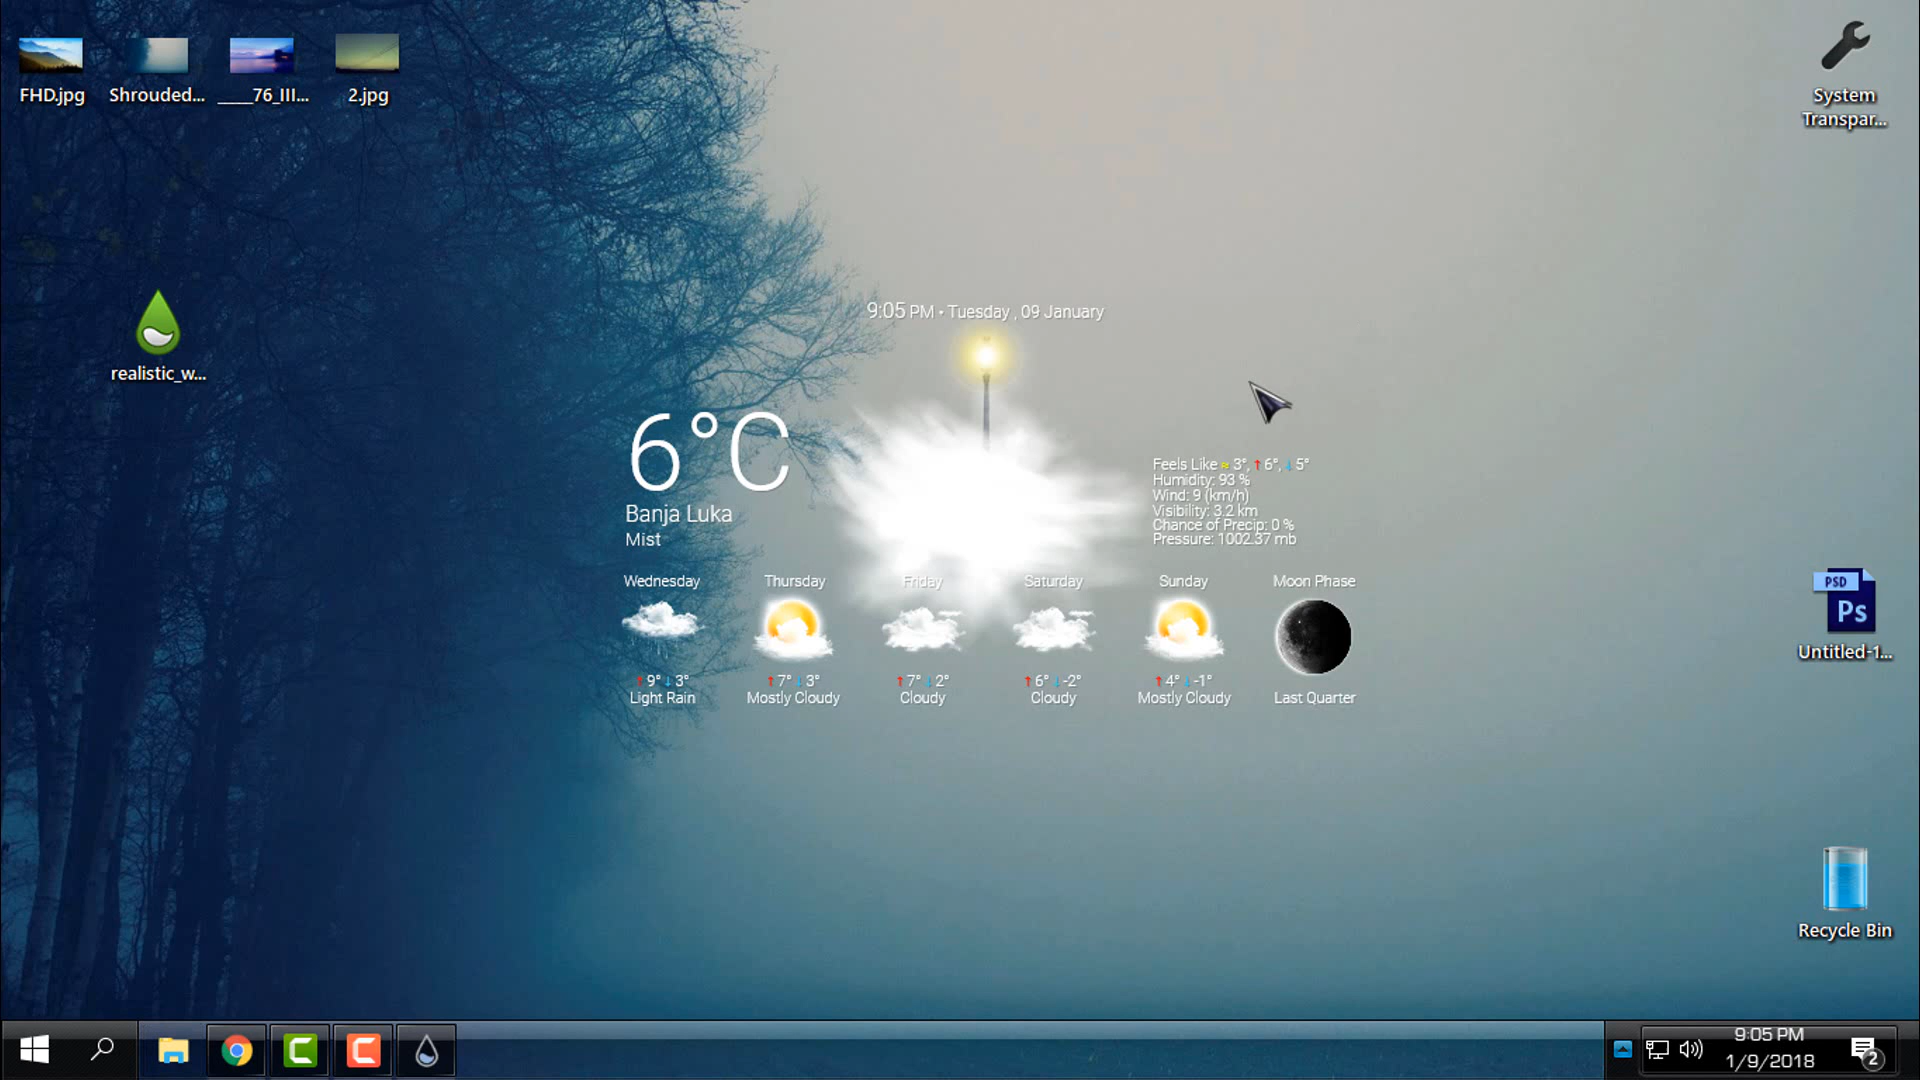 FHD.jpg
Shrouded...
____76_III...
2.jpg
System
Transpar...
realistic_w...
9:05 PM • Tuesday , 09 January
6°C
Banja Luka
Mist
Feels Like ≈ 3°, ↑ 6°, ↓ 5°
Humidity: 93 %
Wind: 9 (km/h)
Visibility: 3.2 km
Chance of Precip: 0 %
Pressure: 1002.37 mb
Wednesday
Thursday
Friday
Saturday
Sunday
Moon Phase
↑ 9° ↓ 3°
Light Rain
↑ 7° ↓ 3°
Mostly Cloudy
↑ 7° ↓ 2°
Cloudy
↑ 6° ↓ -2°
Cloudy
↑ 4° ↓ -1°
Mostly Cloudy
Last Quarter
PSD
Ps
Untitled-1...
Recycle Bin
9:05 PM
1/9/2018
2